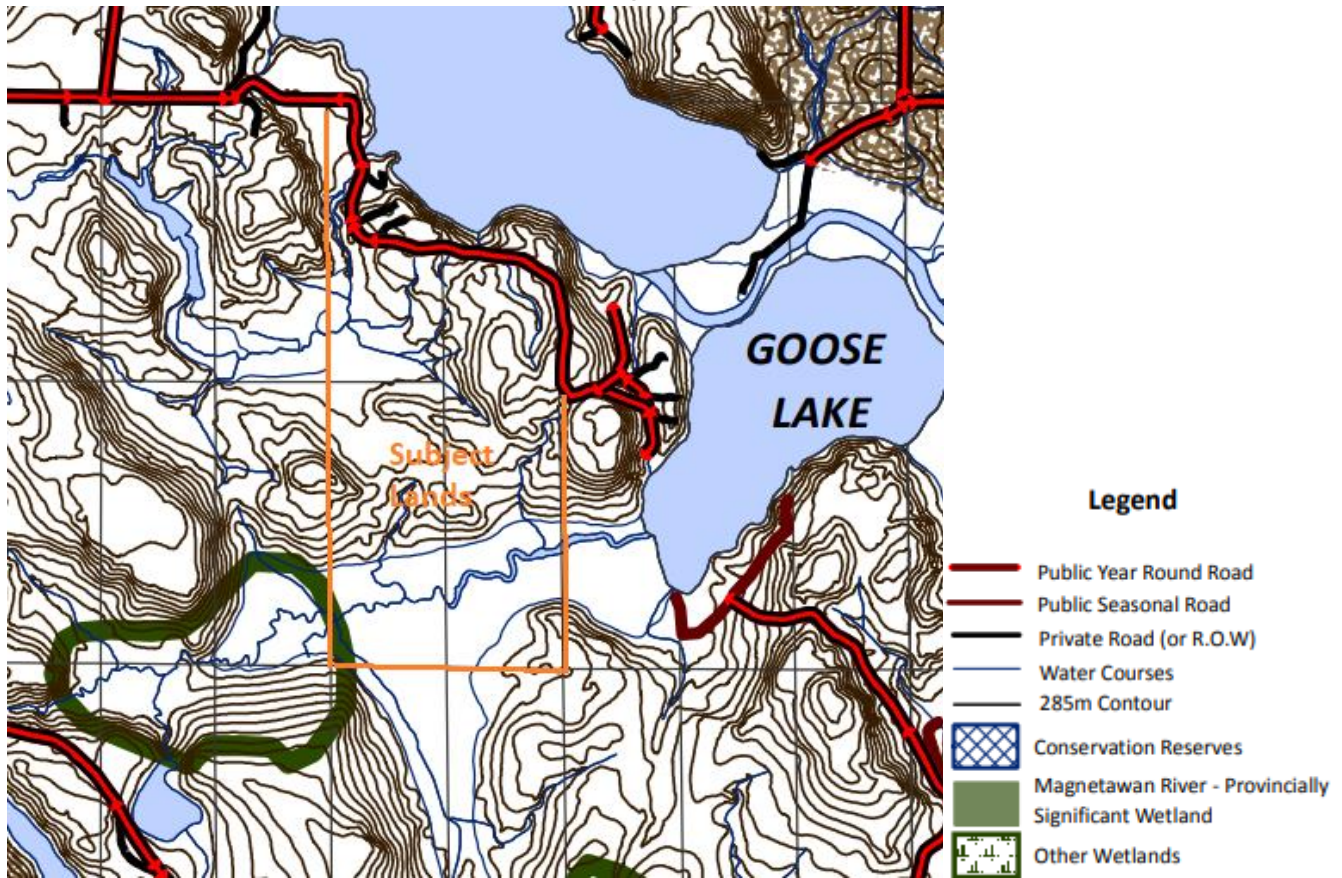 GOOSE
LAKE
Subject
Lands
Legend
Public Year Round Road
Public Seasonal Road
Private Road (or R.O.W)
Water Courses
285m Contour
Conservation Reserves
Magnetawan River - Provincially
Significant Wetland
Other Wetlands